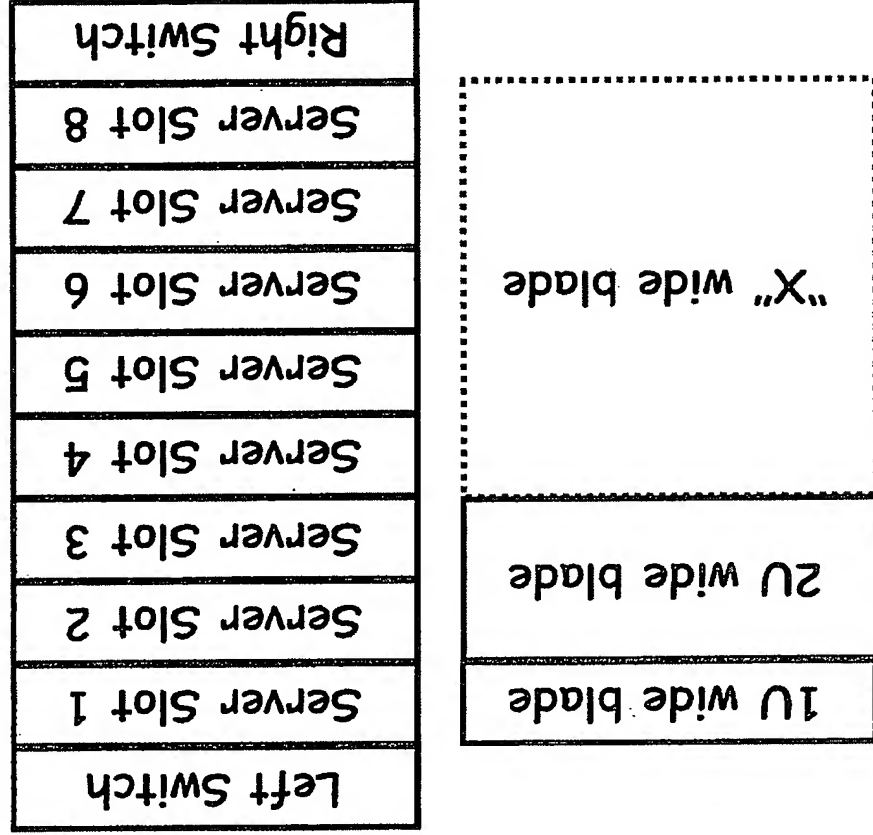 1U wide blade
2U wide blade
"X" wide blade
Left Switch
Server Slot 1
Server Slot 2
Server Slot 3
Server Slot 4
Server Slot 5
Server Slot 6
Server Slot 7
Server Slot 8
Right Switch